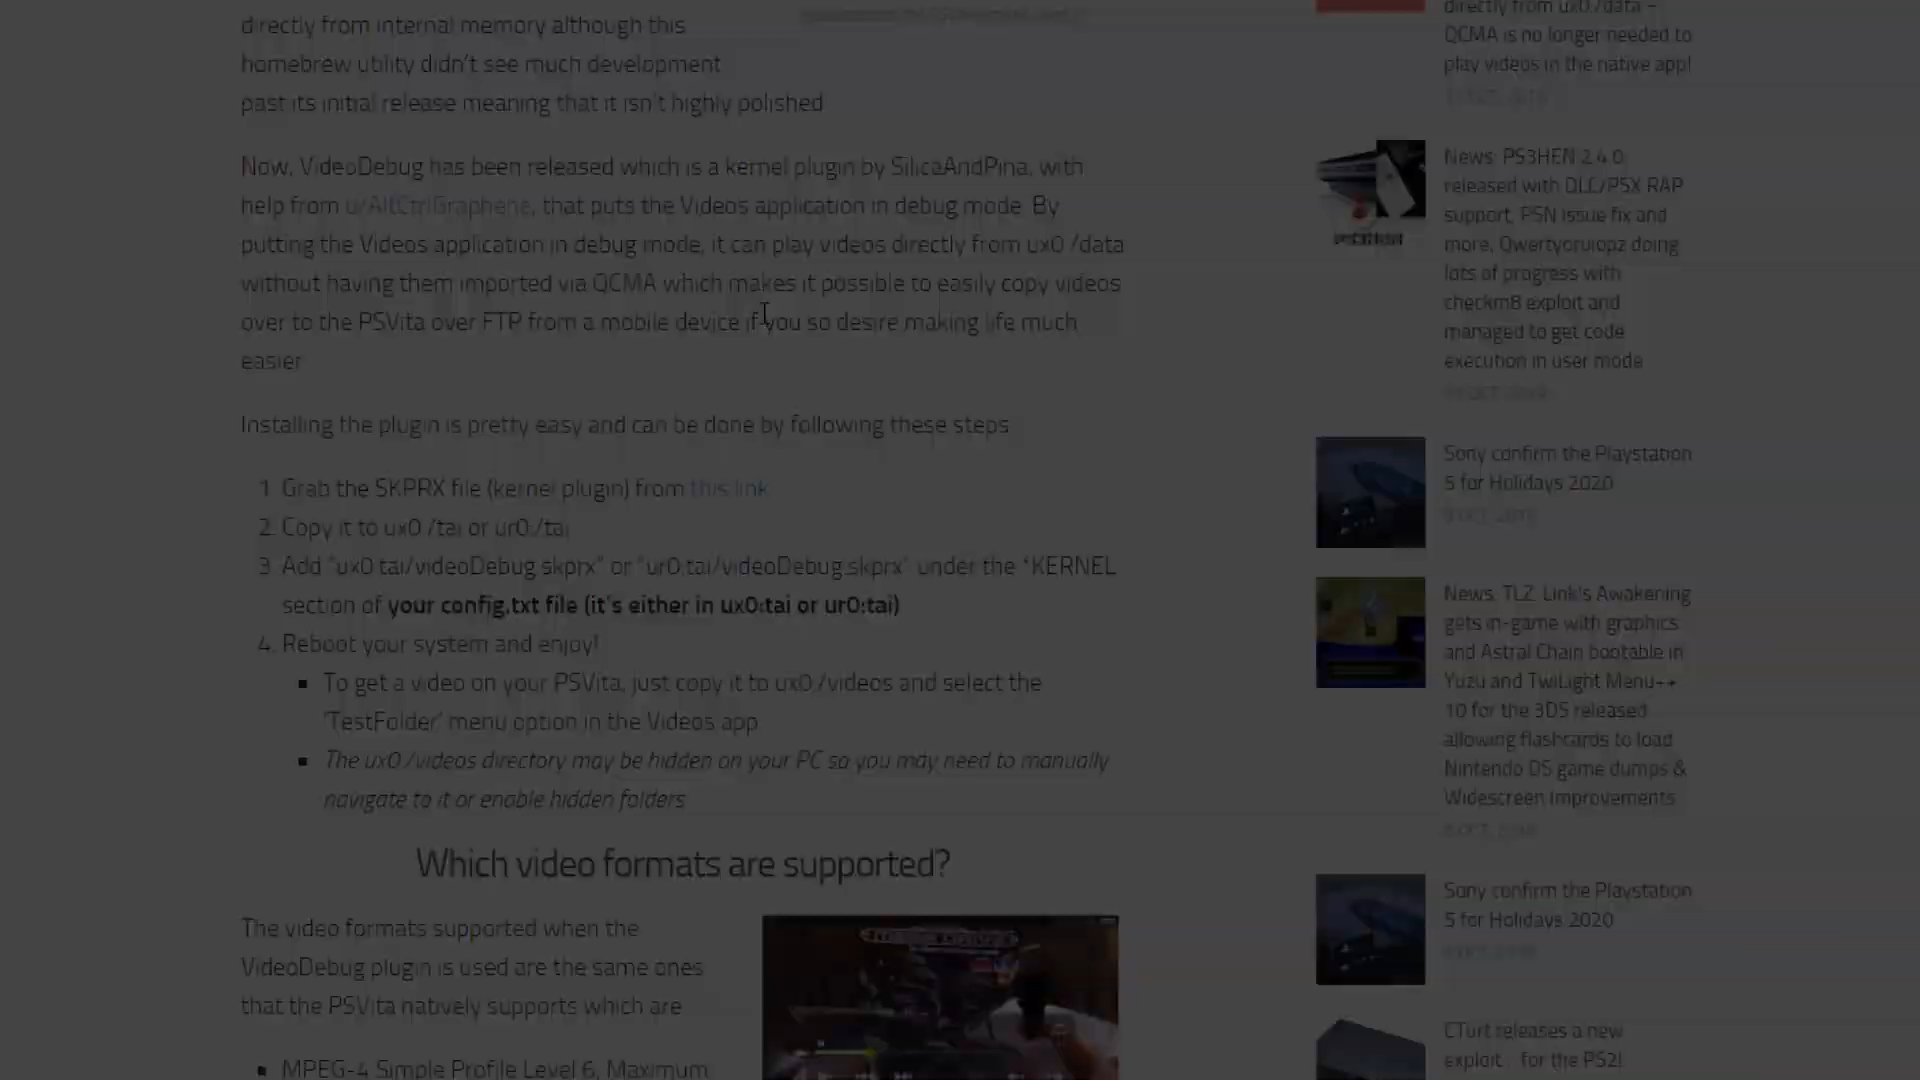 directly from internal memory although this
homebrew utility didn't see much development
past its initial release meaning that it isn't highly polished
Now, VideoDebug has been released which is a kernel plugin by SilicaAndPina, with
help from u/AltCtrlGraphene, that puts the Videos application in debug mode. By
putting the Videos application in debug mode, it can play videos directly from ux0:/data
without having them imported via QCMA which makes it possible to easily copy videos
over to the PSVita over FTP from a mobile device if you so desire making life much
easier
Installing the plugin is pretty easy and can be done by following these steps
1. Grab the SKPRX file (kernel plugin) from this link
2. Copy it to ux0:/tai or ur0:/tai
3. Add "ux0:tai/videoDebug.skprx" or "ur0:tai/videoDebug.skprx" under the *KERNEL
section of your config.txt file (it's either in ux0:tai or ur0:tai)
4. Reboot your system and enjoy!
▪ To get a video on your PSVita, just copy it to ux0:/videos and select the
'TestFolder' menu option in the Videos app
▪ The ux0:/videos directory may be hidden on your PC so you may need to manually
navigate to it or enable hidden folders
Which video formats are supported?
The video formats supported when the
VideoDebug plugin is used are the same ones
that the PSVita natively supports which are
▪ MPEG-4 Simple Profile Level 6, Maximum
directly from ux0:/data –
QCMA is no longer needed to
play videos in the native app!
News: PS3HEN 2.4.0
released with DLC/PSX RAP
support, PSN issue fix and
more, Qwertyoruiopz doing
lots of progress with
checkm8 exploit and
managed to get code
execution in user mode
Sony confirm the Playstation
5 for Holidays 2020
News: TLZ: Link's Awakening
gets in-game with graphics
and Astral Chain bootable in
Yuzu and TwiLight Menu++
10 for the 3DS released
allowing flashcards to load
Nintendo DS game dumps &
Widescreen Improvements
Sony confirm the Playstation
5 for Holidays 2020
CTurt releases a new
exploit... for the PS2!